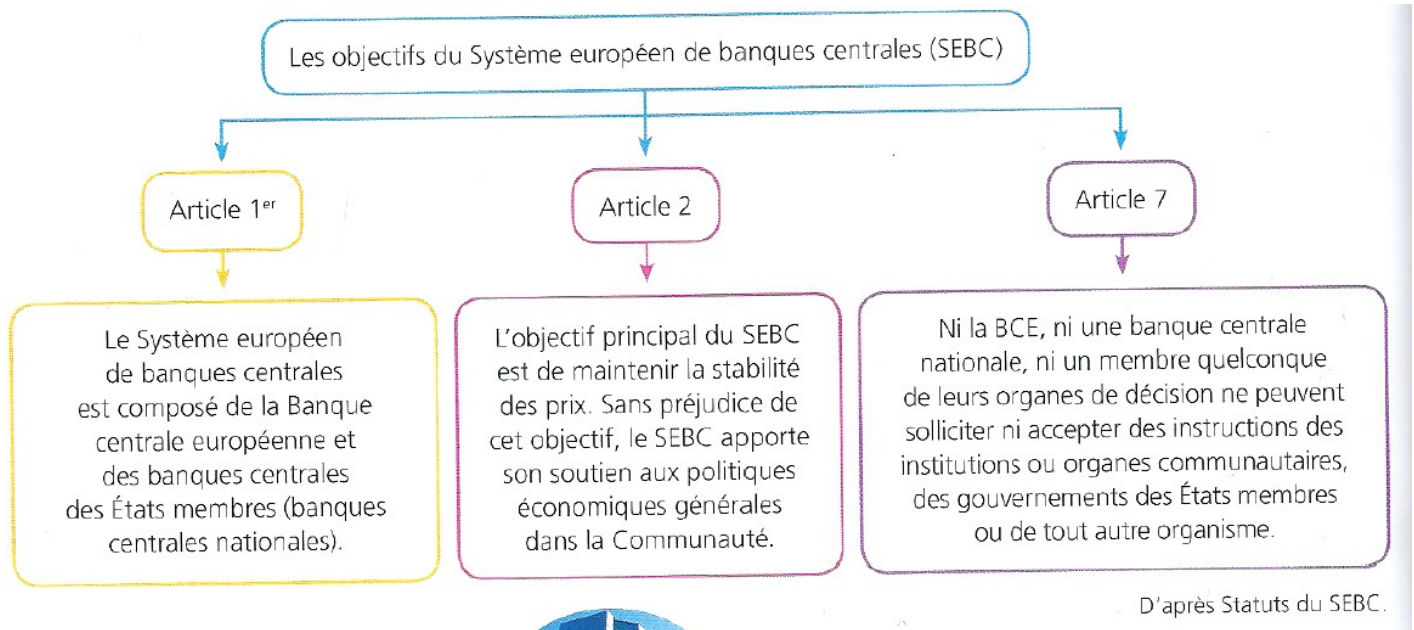 Les objectifs du Système européen de banques centrales (SEBC)
Article 1er
Le Système européen
de banques centrales
est composé de la Banque
centrale européenne et
des banques centrales
des États membres (banques
centrales nationales).
Article 2
L'objectif principal du SEBC
est de maintenir la stabilité
des prix. Sans préjudice de
cet objectif, le SEBC apporte
son soutien aux politiques
économiques générales
dans la Communauté.
Article 7
Ni la BCE, ni une banque centrale
nationale, ni un membre quelconque
de leurs organes de décision ne peuvent
solliciter ni accepter des instructions des
institutions ou organes communautaires,
des gouvernements des États membres
ou de tout autre organisme.
D'après Statuts du SEBC.